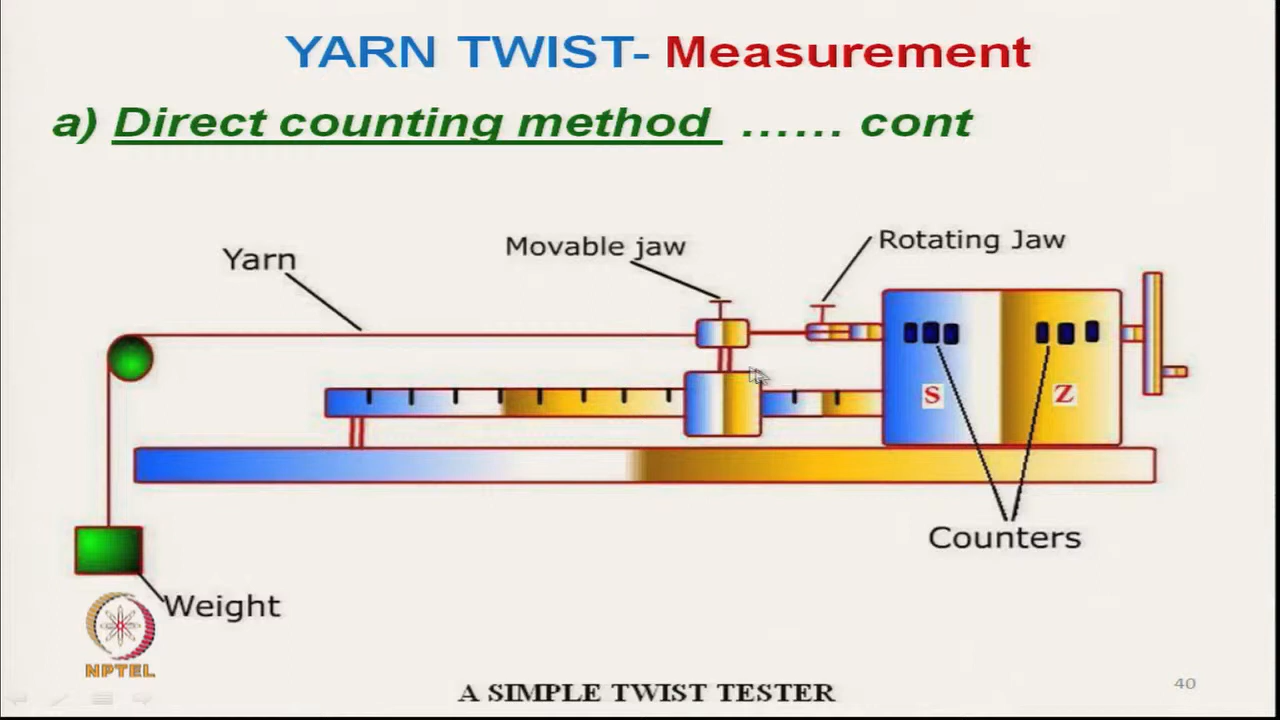 YARN TWIST- Measurement
a) Direct counting method ...... cont
Yarn
Movable jaw
Rotating Jaw
S
Z
Counters
Weight
NPTEL
A SIMPLE TWIST TESTER
40